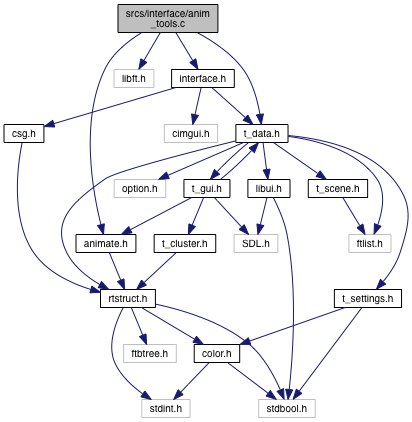 srcs/interface/anim
_tools.c
libft.h
interface.h
csg.h
cimgui.h
t_data.h
option.h
t_gui.h
libui.h
t_scene.h
animate.h
t_cluster.h
SDL.h
ftlist.h
rtstruct.h
t_settings.h
ftbtree.h
color.h
stdint.h
stdbool.h